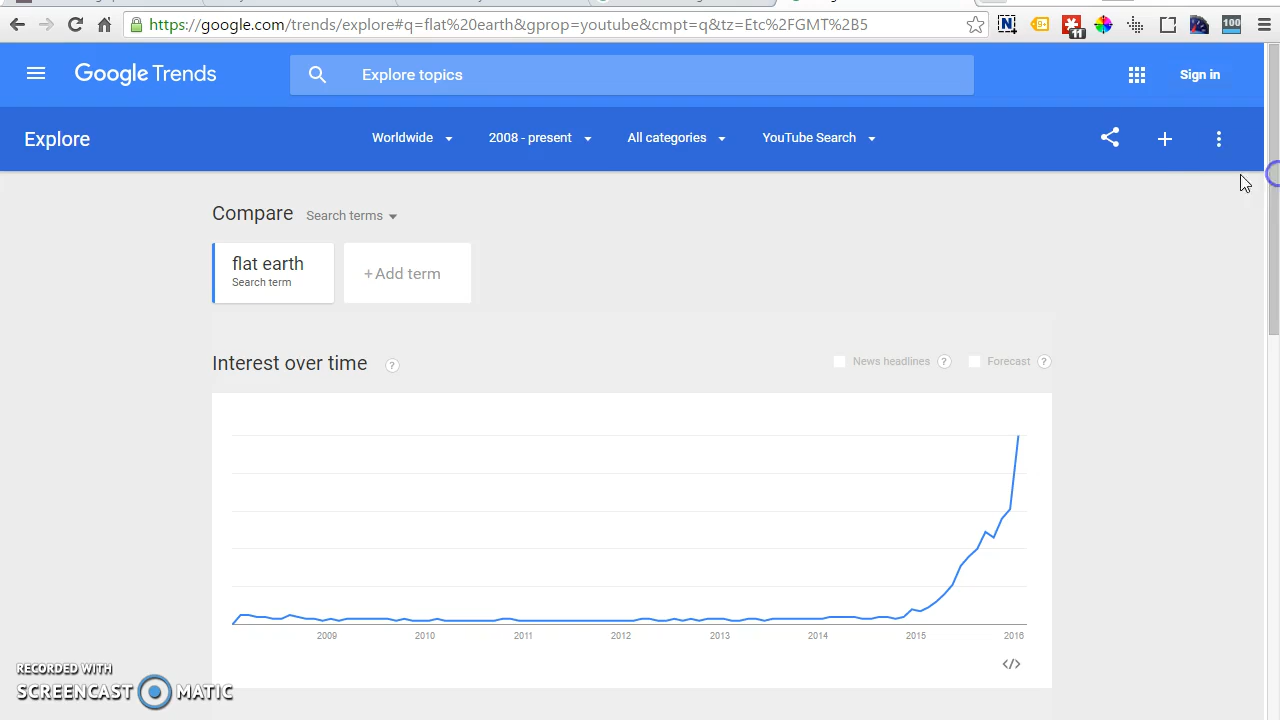 https://google.com/trends/explore#q=flat%20earth&gprop=youtube&cmpt=q&tz=Etc%2FGMT%2B5
11
100
Google Trends
Explore topics
Sign in
Explore
Worldwide
2008 - present
All categories
YouTube Search
Compare
Search terms
flat earth
Search term
+Add term
Interest over time
?
News headlines
?
Forecast
?
2009
2010
2011
2012
2013
2014
2015
2016
</>
RECORDED WITH
SCREENCAST MATIC